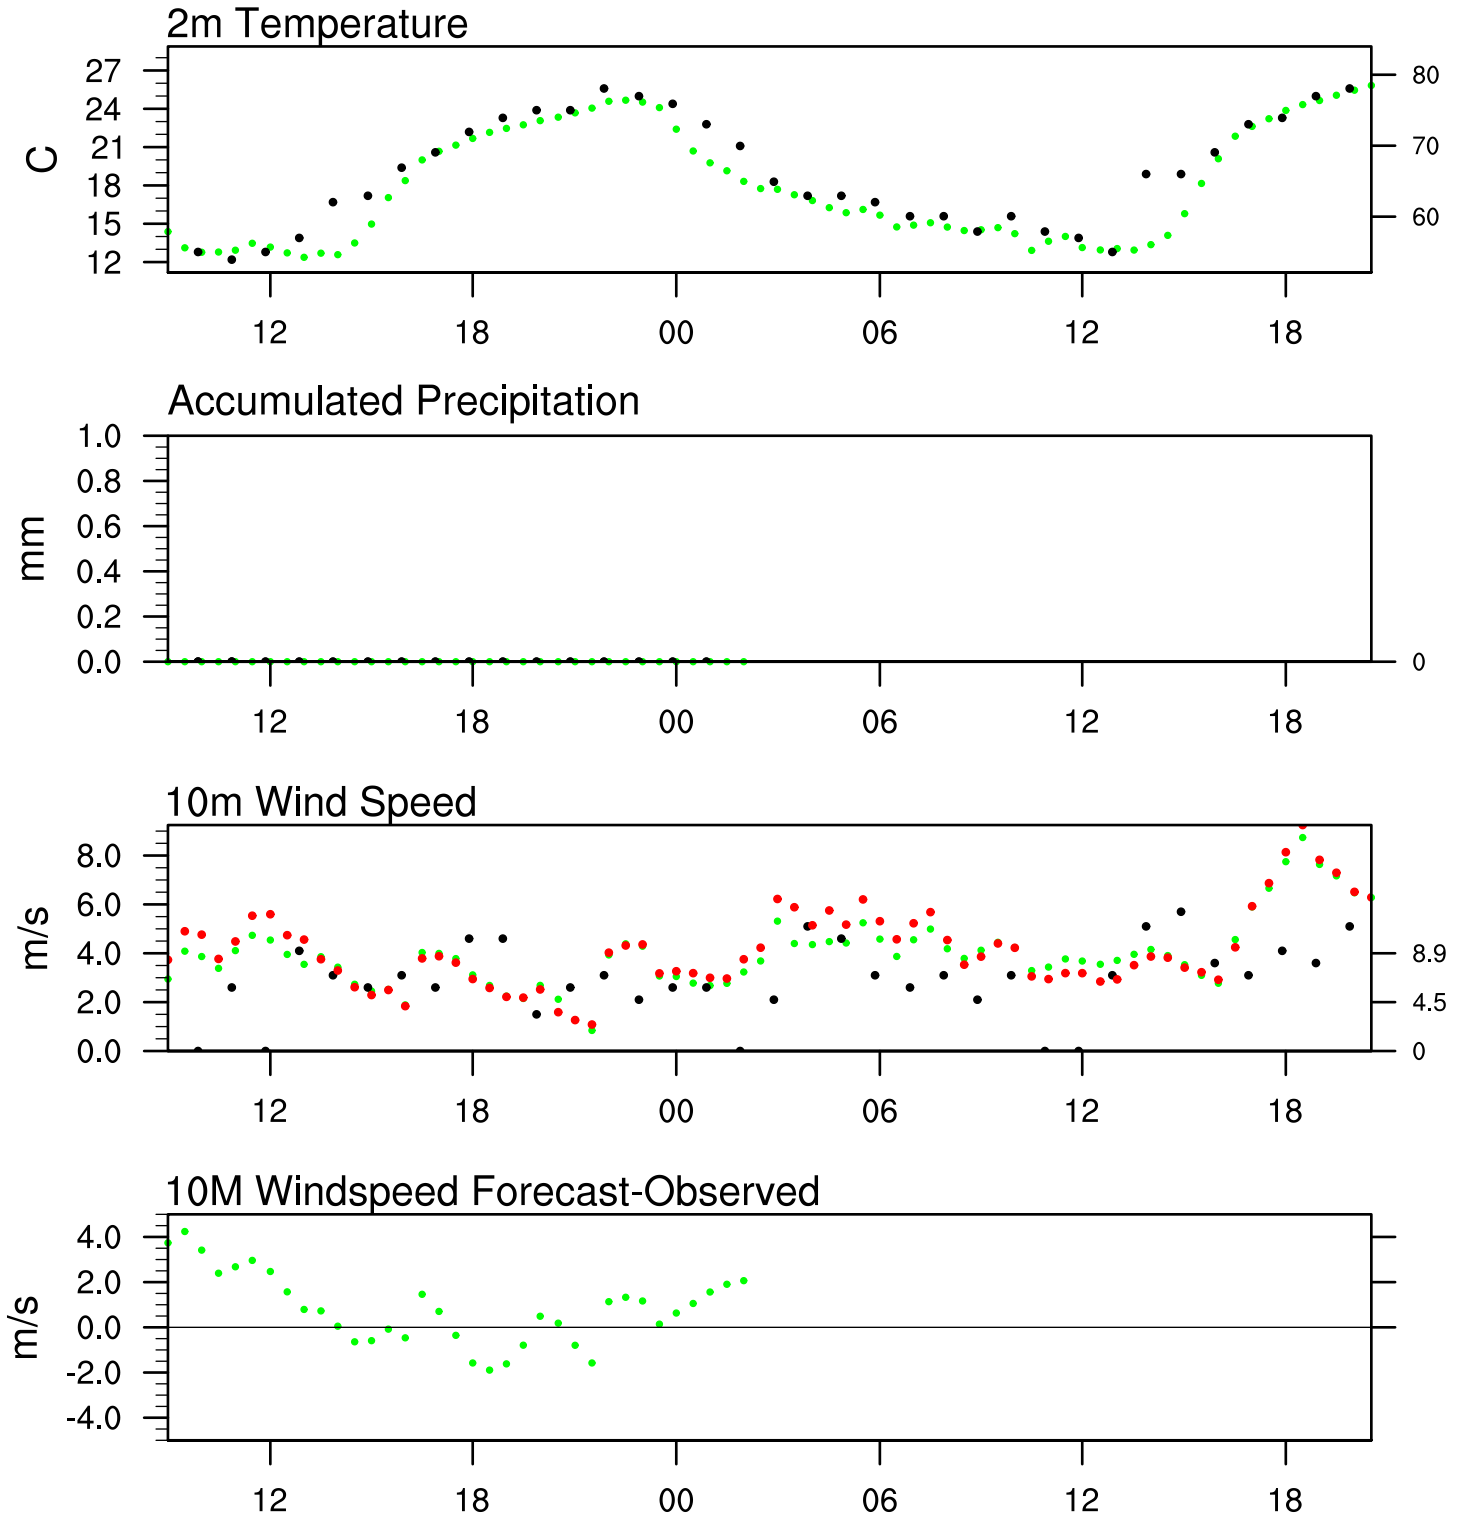 2m Temperature
27
24
21
18
15
12
C
80
70
60
12 18 00 06 12 18
Accumulated Precipitation
1.0
0.8
0.6
0.4
0.2
0.0
mm
0
12 18 00 06 12 18
10m Wind Speed
8.0
6.0
4.0
2.0
0.0
m/s
8.9
4.5
0
12 18 00 06 12 18
10M Windspeed Forecast-Observed
4.0
2.0
0.0
-2.0
-4.0
m/s
12 18 00 06 12 18